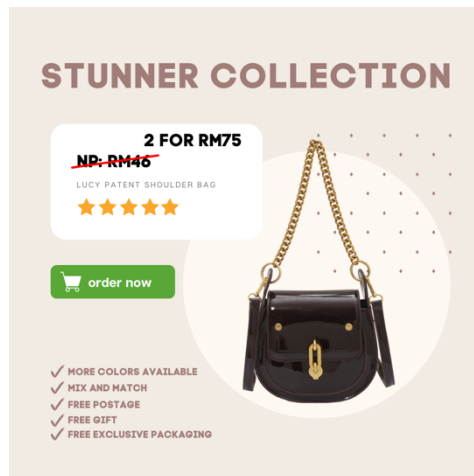 STUNNER COLLECTION
2 FOR RM75
NP: RM46
LUCY PATENT SHOULDER BAG
order now
MORE COLORS AVAILABLE
MIX AND MATCH
FREE POSTAGE
FREE GIFT
FREE EXCLUSIVE PACKAGING